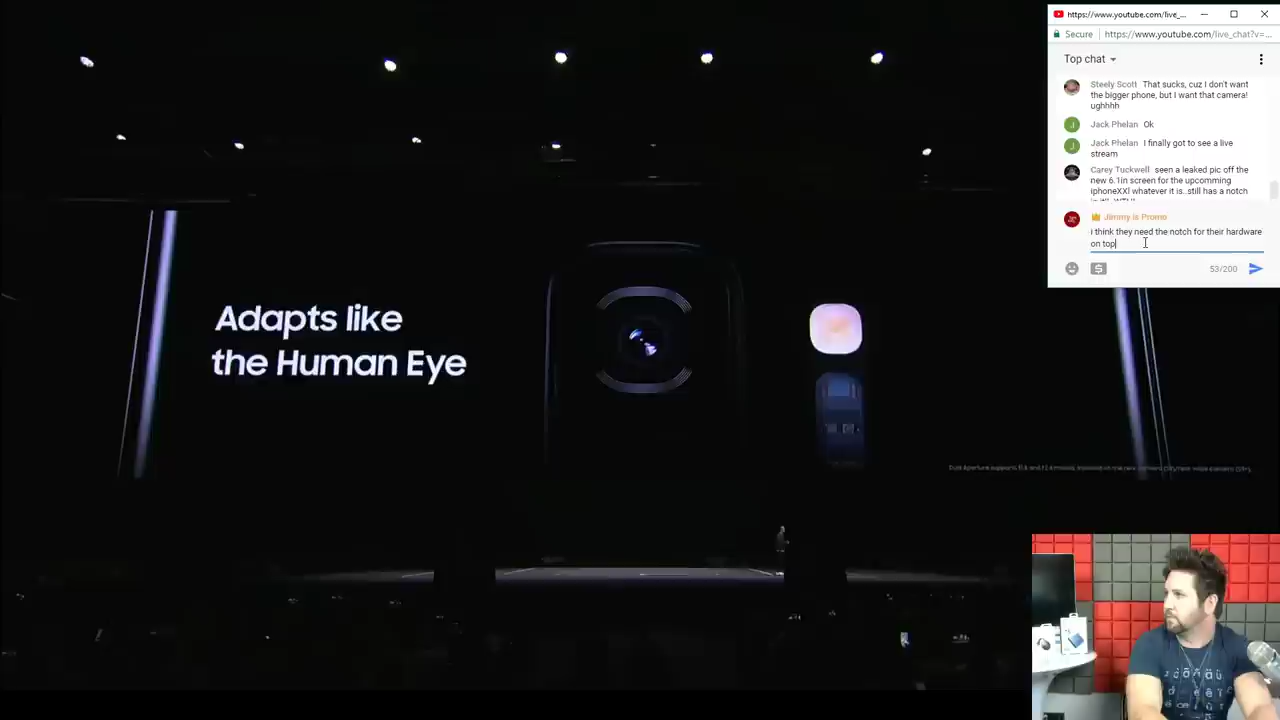 https://www.youtube.com/live_...
Secure
https://www.youtube.com/live_chat?v=...
Top chat
Steely Scott That sucks, cuz I don't want
the bigger phone, but I want that camera!
ughhhh
J
Jack Phelan Ok
J
Jack Phelan I finally got to see a live
stream
Carey Tuckwell seen a leaked pic off the
new 6.1in screen for the upcomming
iphoneXXl whatever it is..still has a notch
Jimmy is Promo
i think they need the notch for their hardware
on top
53/200
Adapts like
the Human Eye